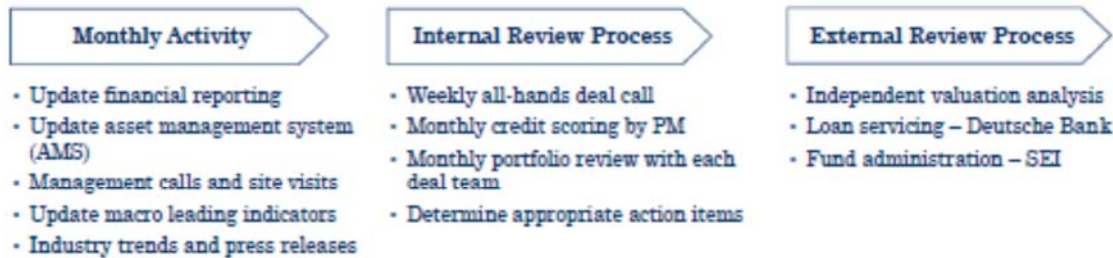 Monthly Activity
• Update financial reporting
• Update asset management system
(AMS)
• Management calls and site visits
• Update macro leading indicators
• Industry trends and press releases
Internal Review Process
• Weekly all-hands deal call
• Monthly credit scoring by PM
• Monthly portfolio review with each
deal team
• Determine appropriate action items
External Review Process
• Independent valuation analysis
• Loan servicing – Deutsche Bank
• Fund administration – SEI